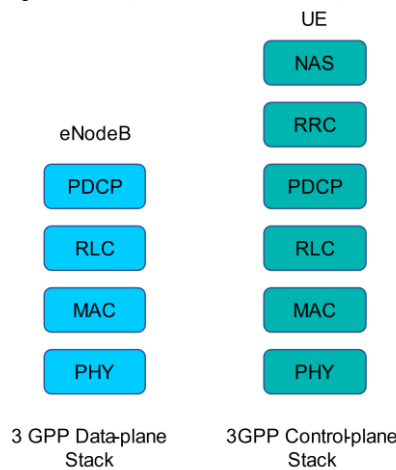 UE
NAS
RRC
eNodeB
PDCP
PDCP
RLC
RLC
MAC
MAC
PHY
PHY
3 GPP Data-plane
Stack
3GPP Control-plane
Stack